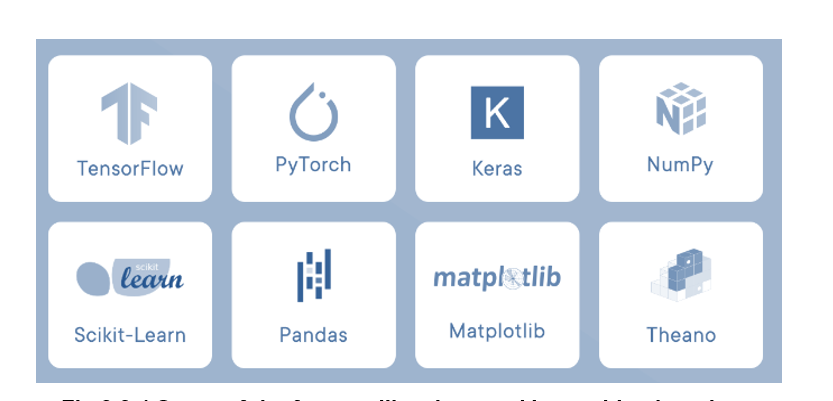 TensorFlow
PyTorch
K
Keras
N
NumPy
scikit
learn
Scikit-Learn
Pandas
matplotlib
Matplotlib
Theano